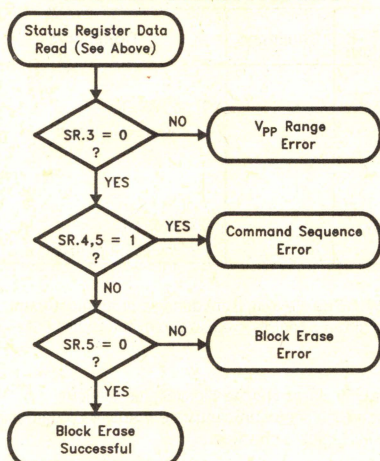 Status Register Data
Read (See Above)
SR.3 = 0
?
NO
VPP Range
Error
YES
SR.4,5 = 1
?
YES
Command Sequence
Error
NO
SR.5 = 0
?
NO
Block Erase
Error
YES
Block Erase
Successful